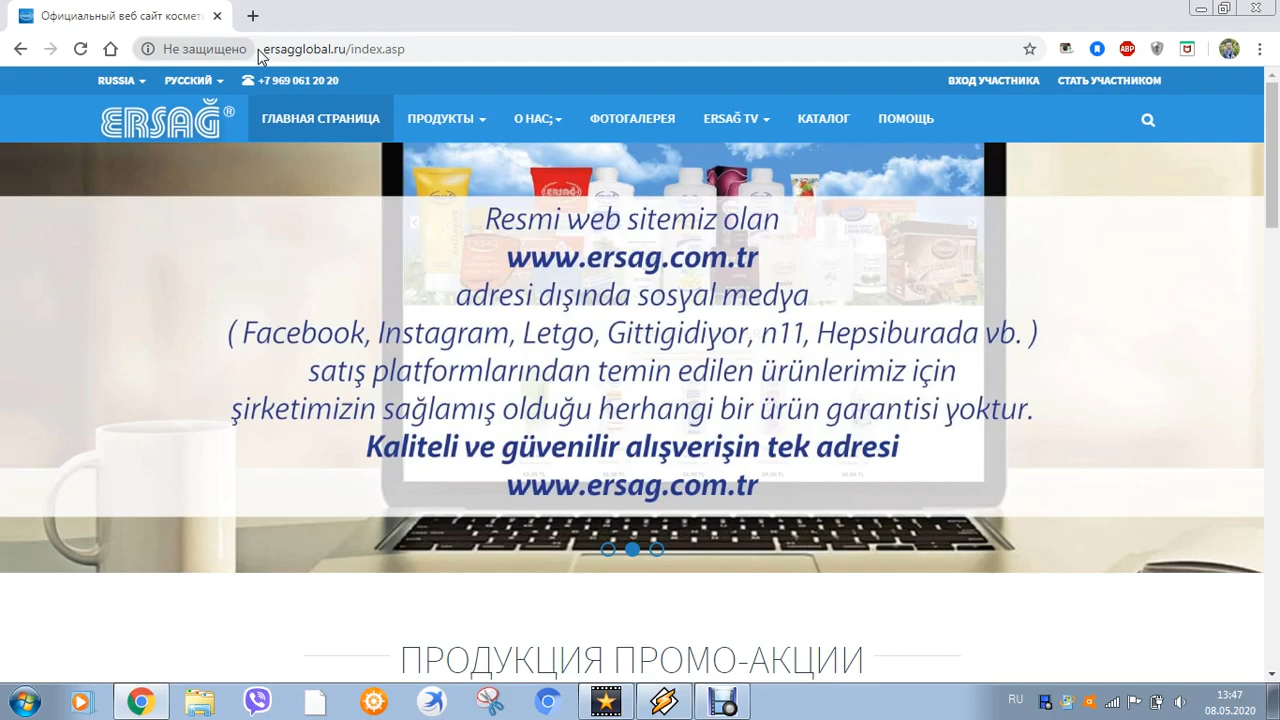 Официальный веб сайт космети
Не защищено
ersagglobal.ru/index.asp
ABP
RUSSIA
РУССКИЙ
+7 969 061 20 20
ВХОД УЧАСТНИКА
СТАТЬ УЧАСТНИКОМ
ERSAĞ®
ГЛАВНАЯ СТРАНИЦА
ПРОДУКТЫ
О НАС;
ФОТОГАЛЕРЕЯ
ERSAĞ TV
КАТАЛОГ
ПОМОЩЬ
Resmi web sitemiz olan
www.ersag.com.tr
adresi dışında sosyal medya
( Facebook, Instagram, Letgo, Gittigidiyor, n11, Hepsiburada vb. )
satış platformlarından temin edilen ürünlerimiz için
şirketimizin sağlamış olduğu herhangi bir ürün garantisi yoktur.
Kaliteli ve güvenilir alışverişin tek adresi
www.ersag.com.tr
ПРОДУКЦИЯ ПРОМО-АКЦИИ
RU
13:47
08.05.2020